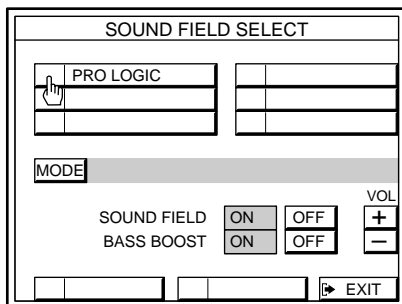 SOUND FIELD SELECT
PRO LOGIC
MODE
VOL
SOUND FIELD ON OFF +
BASS BOOST ON OFF −
EXIT